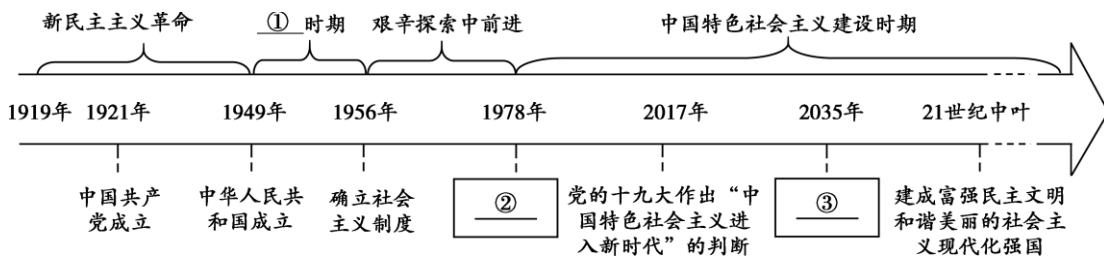 新民主主义革命
①时期
艰辛探索中前进
中国特色社会主义建设时期
1919年 1921年 1949年 1956年 1978年 2017年 2035年 21世纪中叶
中国共产
党成立
中华人民共
和国成立
确立社会
主义制度
②
党的十九大作出“中
国特色社会主义进
入新时代”的判断
③
建成富强民主文明
和谐美丽的社会主
义现代化强国